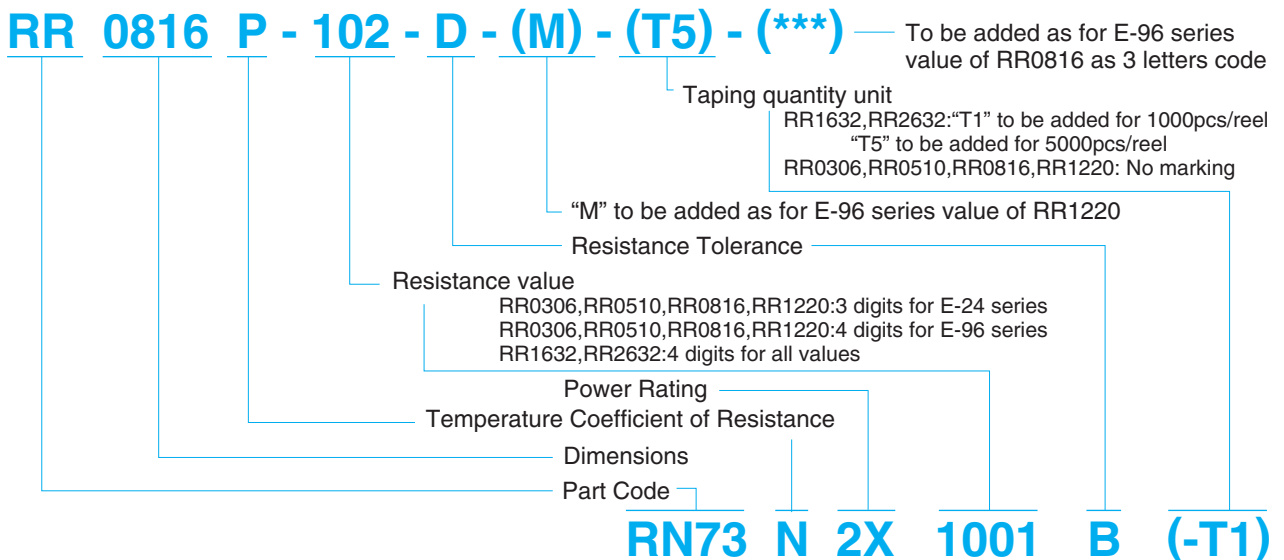 RR 0816 P - 102 - D - (M) - (T5) - (***)
To be added as for E-96 series
value of RR0816 as 3 letters code
Taping quantity unit
RR1632,RR2632:“T1” to be added for 1000pcs/reel
“T5” to be added for 5000pcs/reel
RR0306,RR0510,RR0816,RR1220: No marking
“M” to be added as for E-96 series value of RR1220
Resistance Tolerance
Resistance value
RR0306,RR0510,RR0816,RR1220:3 digits for E-24 series
RR0306,RR0510,RR0816,RR1220:4 digits for E-96 series
RR1632,RR2632:4 digits for all values
Power Rating
Temperature Coefficient of Resistance
Dimensions
Part Code
RN73 N 2X 1001 B (-T1)